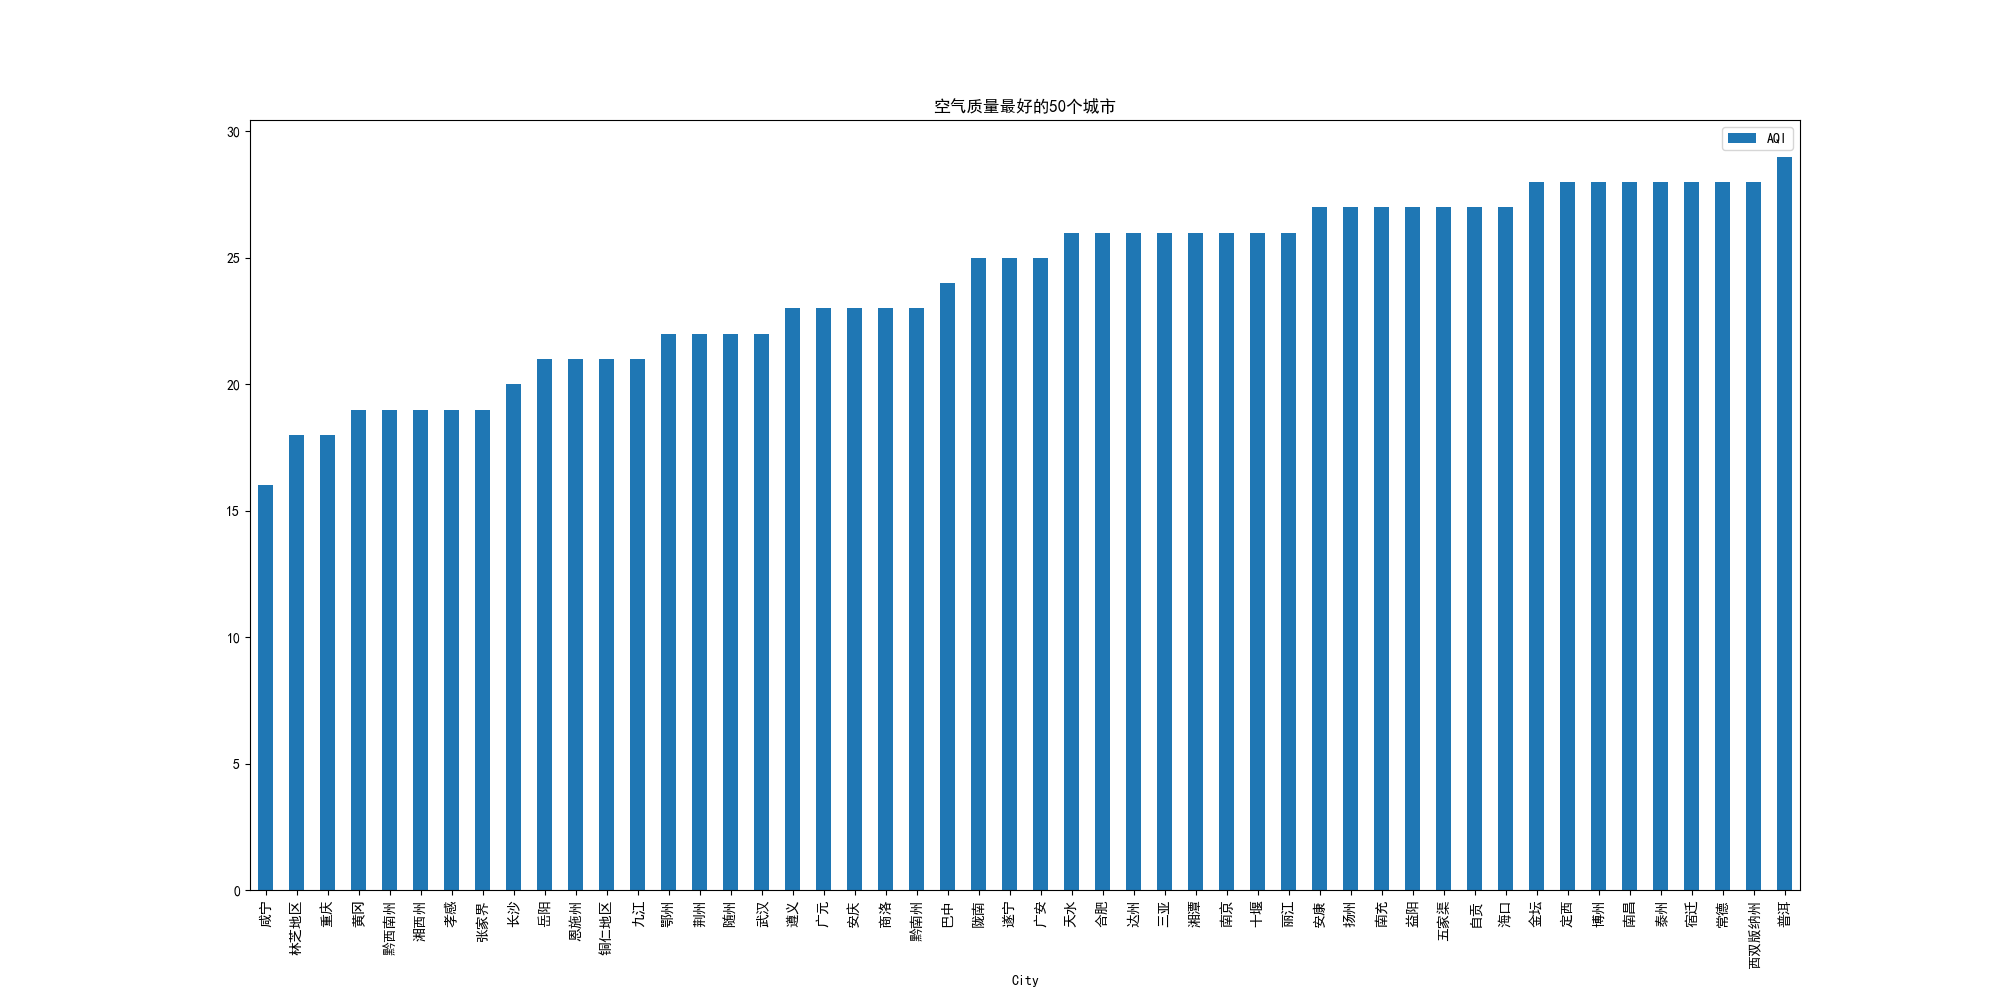 空气质量最好的50个城市
AQI
30
25
20
15
10
5
0
咸宁
林芝地区
重庆
黄冈
黔西南州
湘西州
孝感
张家界
长沙
岳阳
恩施州
铜仁地区
九江
鄂州
荆州
随州
武汉
遵义
广元
安庆
商洛
黔南州
巴中
陇南
遂宁
广安
天水
合肥
达州
三亚
湘潭
南京
十堰
丽江
安康
扬州
南充
益阳
五家渠
自贡
海口
金坛
定西
博州
南昌
泰州
宿迁
常德
西双版纳州
普洱
City